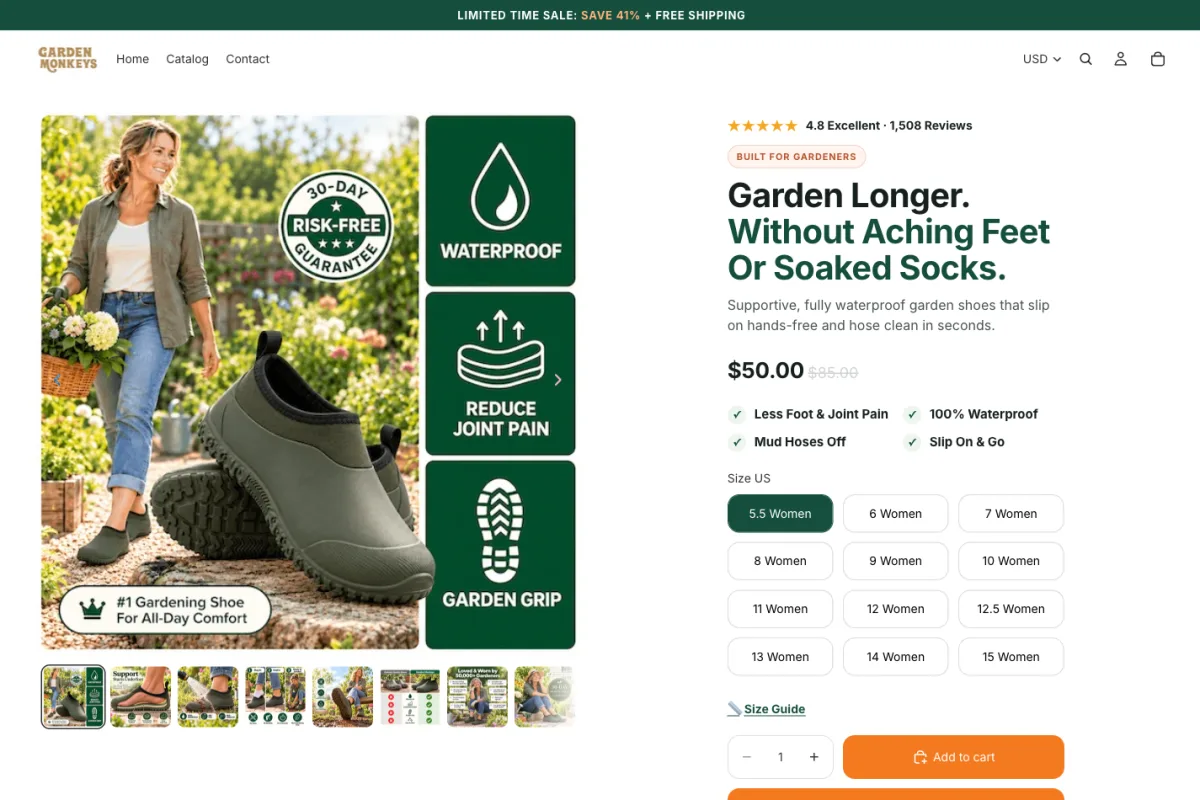 LIMITED TIME SALE: SAVE 41% + FREE SHIPPING
GARDEN
MONKEYS
Home
Catalog
Contact
USD
30-DAY
RISK-FREE
GUARANTEE
WATERPROOF
REDUCE
JOINT PAIN
GARDEN GRIP
#1 Gardening Shoe
For All-Day Comfort
4.8 Excellent · 1,508 Reviews
BUILT FOR GARDENERS
Garden Longer.
Without Aching Feet
Or Soaked Socks.
Supportive, fully waterproof garden shoes that slip
on hands-free and hose clean in seconds.
$50.00 $85.00
✓ Less Foot & Joint Pain
✓ 100% Waterproof
✓ Mud Hoses Off
✓ Slip On & Go
Size US
5.5 Women
6 Women
7 Women
8 Women
9 Women
10 Women
11 Women
12 Women
12.5 Women
13 Women
14 Women
15 Women
Size Guide
− 1 +
Add to cart